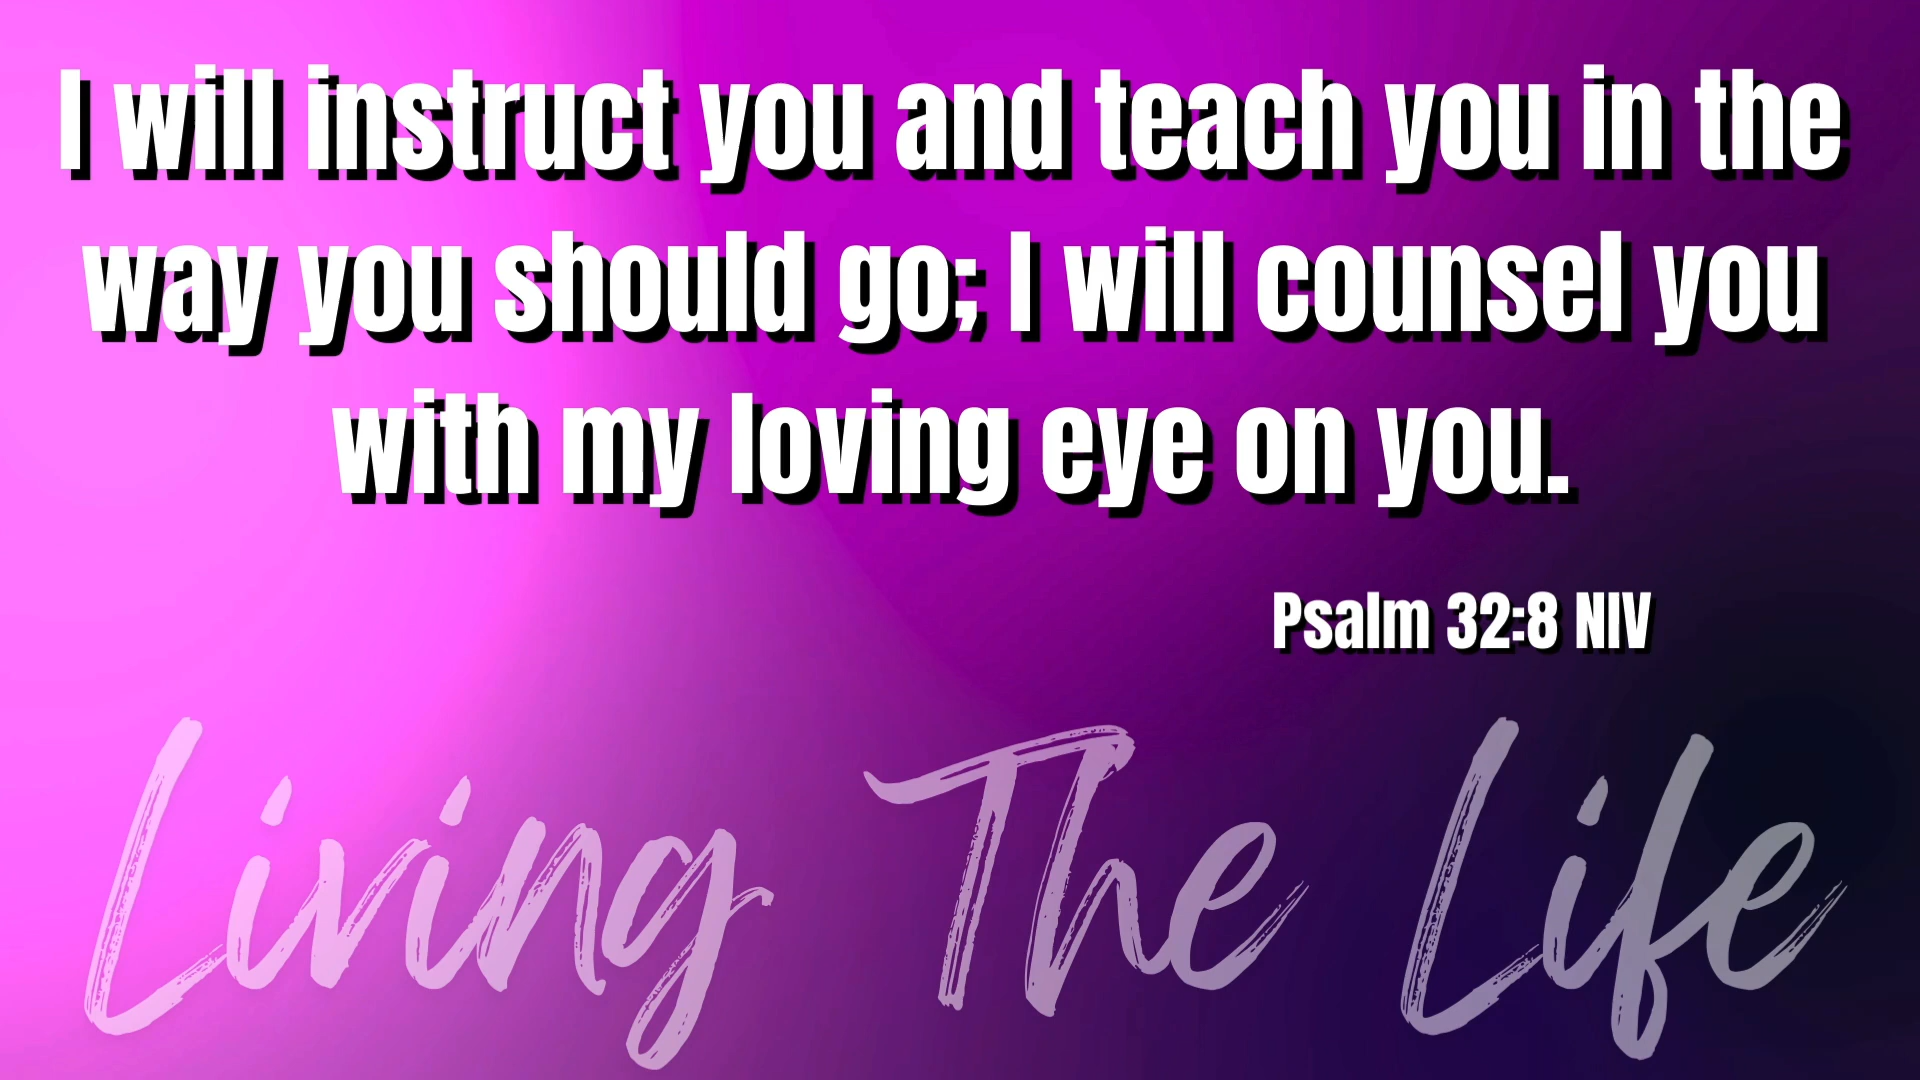 I will instruct you and teach you in the
way you should go; I will counsel you
with my loving eye on you.
Psalm 32:8 NIV
Living The Life